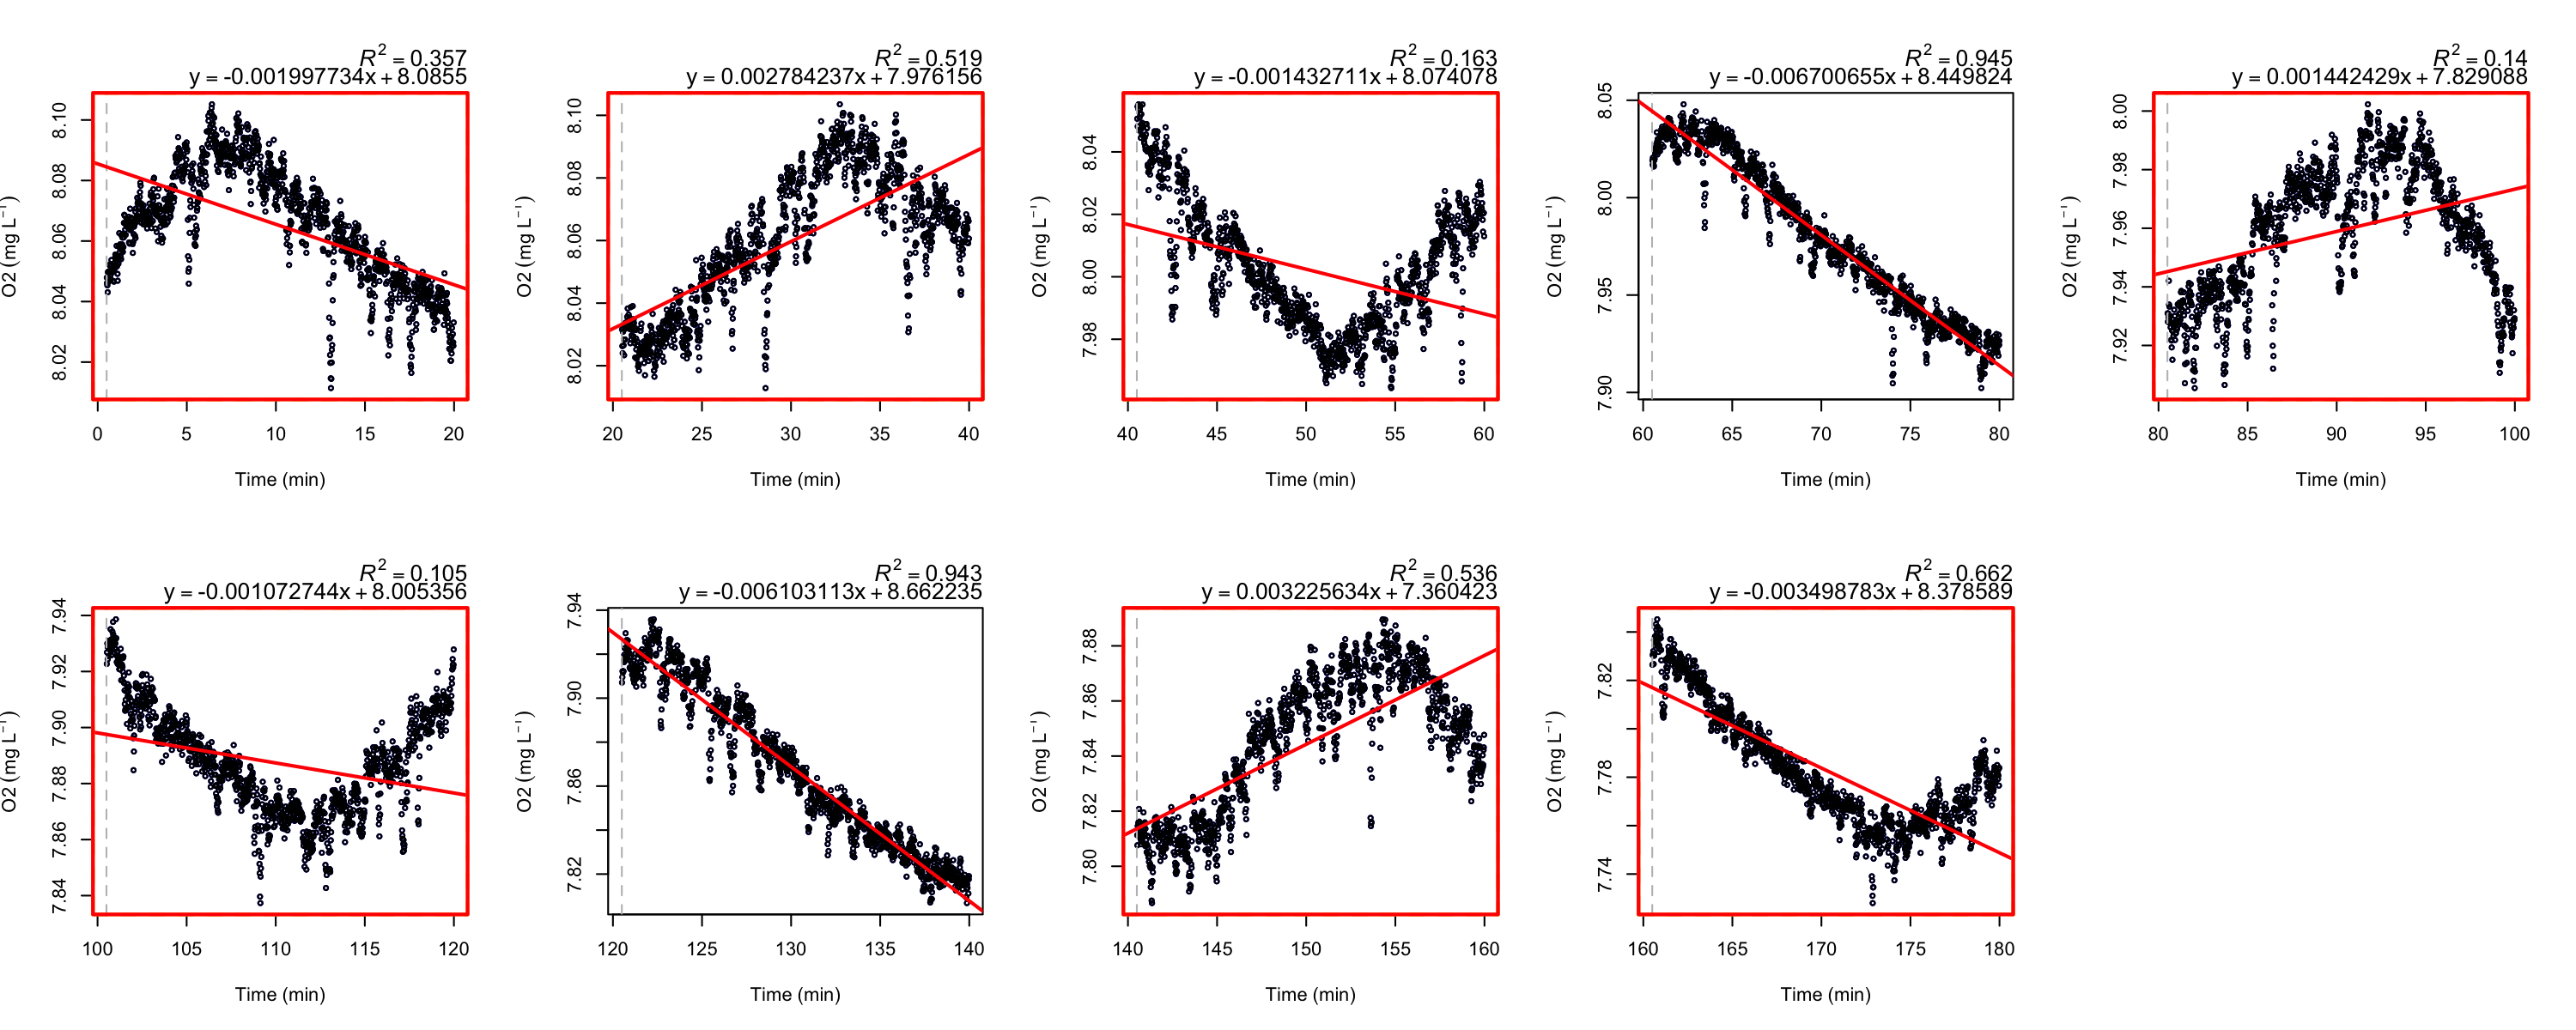 R² = 0.357
y = -0.001997734x + 8.0855
O2 (mg L⁻¹)
8.02 8.04 8.06 8.08 8.10
0 5 10 15 20
Time (min)
R² = 0.519
y = 0.002784237x + 7.976156
O2 (mg L⁻¹)
8.02 8.04 8.06 8.08 8.10
20 25 30 35 40
Time (min)
R² = 0.163
y = -0.001432711x + 8.074078
O2 (mg L⁻¹)
7.98 8.00 8.02 8.04
40 45 50 55 60
Time (min)
R² = 0.945
y = -0.006700655x + 8.449824
O2 (mg L⁻¹)
7.90 7.95 8.00 8.05
60 65 70 75 80
Time (min)
R² = 0.14
y = 0.001442429x + 7.829088
O2 (mg L⁻¹)
7.92 7.94 7.96 7.98 8.00
80 85 90 95 100
Time (min)
R² = 0.105
y = -0.001072744x + 8.005356
O2 (mg L⁻¹)
7.84 7.86 7.88 7.90 7.92 7.94
100 105 110 115 120
Time (min)
R² = 0.943
y = -0.006103113x + 8.662235
O2 (mg L⁻¹)
7.82 7.86 7.90 7.94
120 125 130 135 140
Time (min)
R² = 0.536
y = 0.003225634x + 7.360423
O2 (mg L⁻¹)
7.80 7.82 7.84 7.86 7.88
140 145 150 155 160
Time (min)
R² = 0.662
y = -0.003498783x + 8.378589
O2 (mg L⁻¹)
7.74 7.78 7.82
160 165 170 175 180
Time (min)